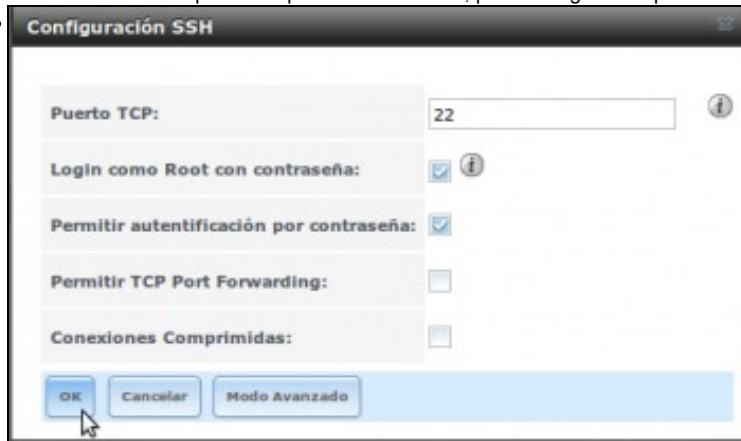 Configuración SSH
Puerto TCP: 22
Login como Root con contraseña:
Permitir autentificación por contraseña:
Permitir TCP Port Forwarding:
Conexiones Comprimidas:
OK Cancelar Modo Avanzado